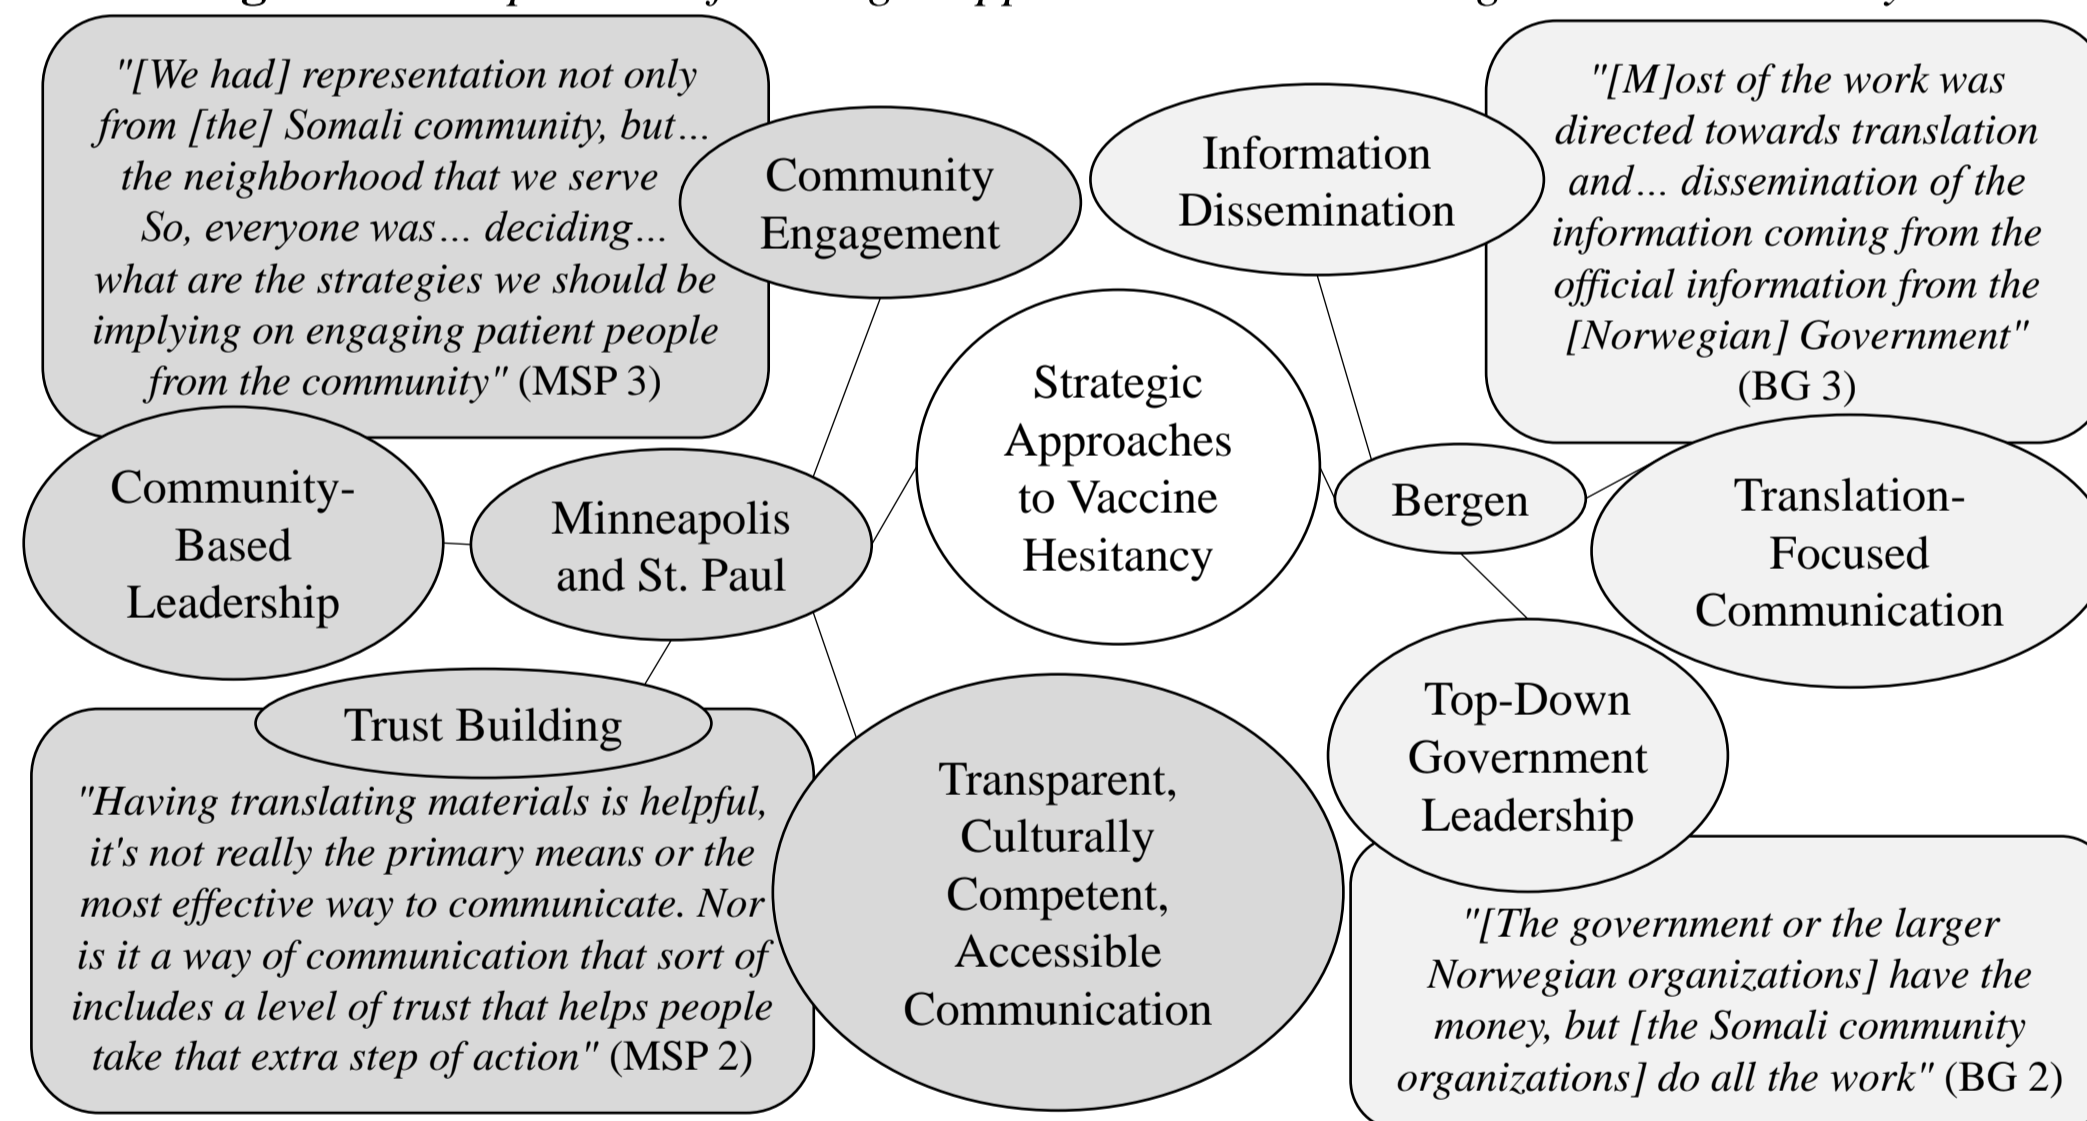 "[We had] representation not only
from [the] Somali community, but…
the neighborhood that we serve
So, everyone was… deciding…
what are the strategies we should be
implying on engaging patient people
from the community" (MSP 3)
Community
Engagement
Information
Dissemination
"[M]ost of the work was
directed towards translation
and… dissemination of the
information coming from the
official information from the
[Norwegian] Government"
(BG 3)
Strategic
Approaches
to Vaccine
Hesitancy
Community-
Based
Leadership
Minneapolis
and St. Paul
Bergen
Translation-
Focused
Communication
Trust Building
"Having translating materials is helpful,
it's not really the primary means or the
most effective way to communicate. Nor
is it a way of communication that sort of
includes a level of trust that helps people
take that extra step of action" (MSP 2)
Transparent,
Culturally
Competent,
Accessible
Communication
Top-Down
Government
Leadership
"[The government or the larger
Norwegian organizations] have the
money, but [the Somali community
organizations] do all the work" (BG 2)